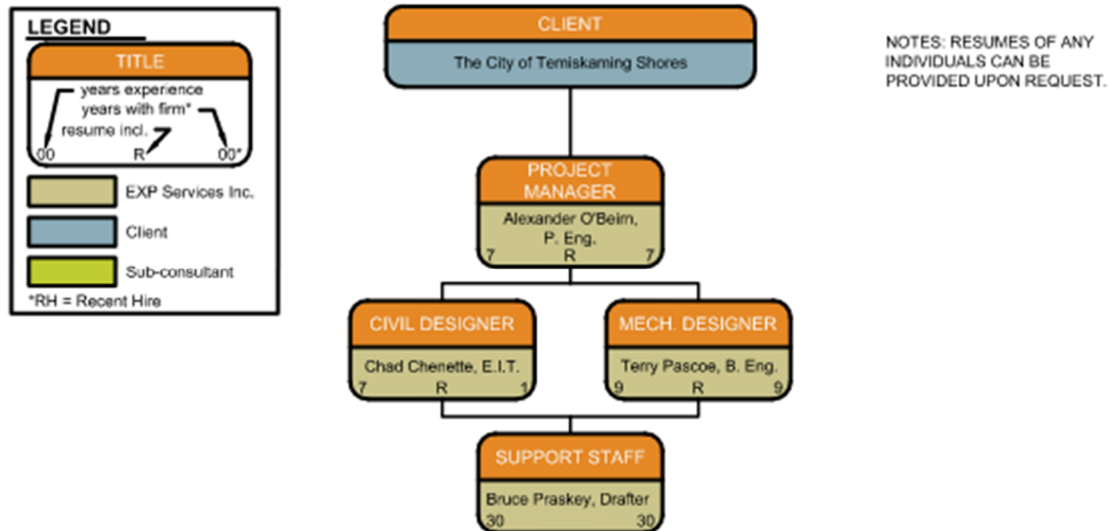 LEGEND
TITLE
years experience
years with firm*
resume incl.
00 R 00*
EXP Services Inc.
Client
Sub-consultant
*RH = Recent Hire
CLIENT
The City of Temiskaming Shores
NOTES: RESUMES OF ANY
INDIVIDUALS CAN BE
PROVIDED UPON REQUEST.
PROJECT
MANAGER
Alexander O'Beirn,
P. Eng.
7 R 7
CIVIL DESIGNER
Chad Chenette, E.I.T.
7 R 1
MECH. DESIGNER
Terry Pascoe, B. Eng.
9 R 9
SUPPORT STAFF
Bruce Praskey, Drafter
30 30